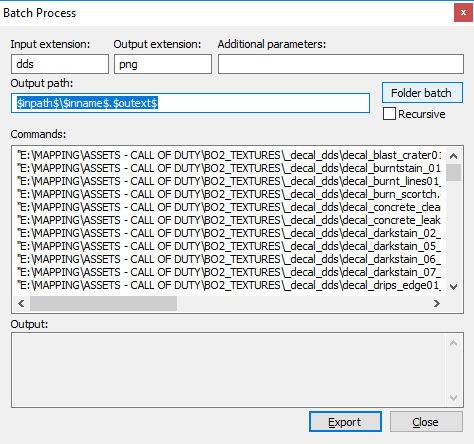 Batch Process
Input extension: Output extension: Additional parameters:
dds png
Output path:
$inpath$\$inname$.$outext$
Folder batch
Recursive
Commands:
"E:\MAPPING\ASSETS - CALL OF DUTY\BO2_TEXTURES\_decal_dds\decal_blast_crater01
"E:\MAPPING\ASSETS - CALL OF DUTY\BO2_TEXTURES\_decal_dds\decal_burntstain_01
"E:\MAPPING\ASSETS - CALL OF DUTY\BO2_TEXTURES\_decal_dds\decal_burnt_lines01_
"E:\MAPPING\ASSETS - CALL OF DUTY\BO2_TEXTURES\_decal_dds\decal_burn_scortch.
"E:\MAPPING\ASSETS - CALL OF DUTY\BO2_TEXTURES\_decal_dds\decal_concrete_clea
"E:\MAPPING\ASSETS - CALL OF DUTY\BO2_TEXTURES\_decal_dds\decal_concrete_leak
"E:\MAPPING\ASSETS - CALL OF DUTY\BO2_TEXTURES\_decal_dds\decal_darkstain_02_
"E:\MAPPING\ASSETS - CALL OF DUTY\BO2_TEXTURES\_decal_dds\decal_darkstain_05_
"E:\MAPPING\ASSETS - CALL OF DUTY\BO2_TEXTURES\_decal_dds\decal_darkstain_06_
"E:\MAPPING\ASSETS - CALL OF DUTY\BO2_TEXTURES\_decal_dds\decal_darkstain_07_
"E:\MAPPING\ASSETS - CALL OF DUTY\BO2_TEXTURES\_decal_dds\decal_drips_edge01_
Output:
Export Close